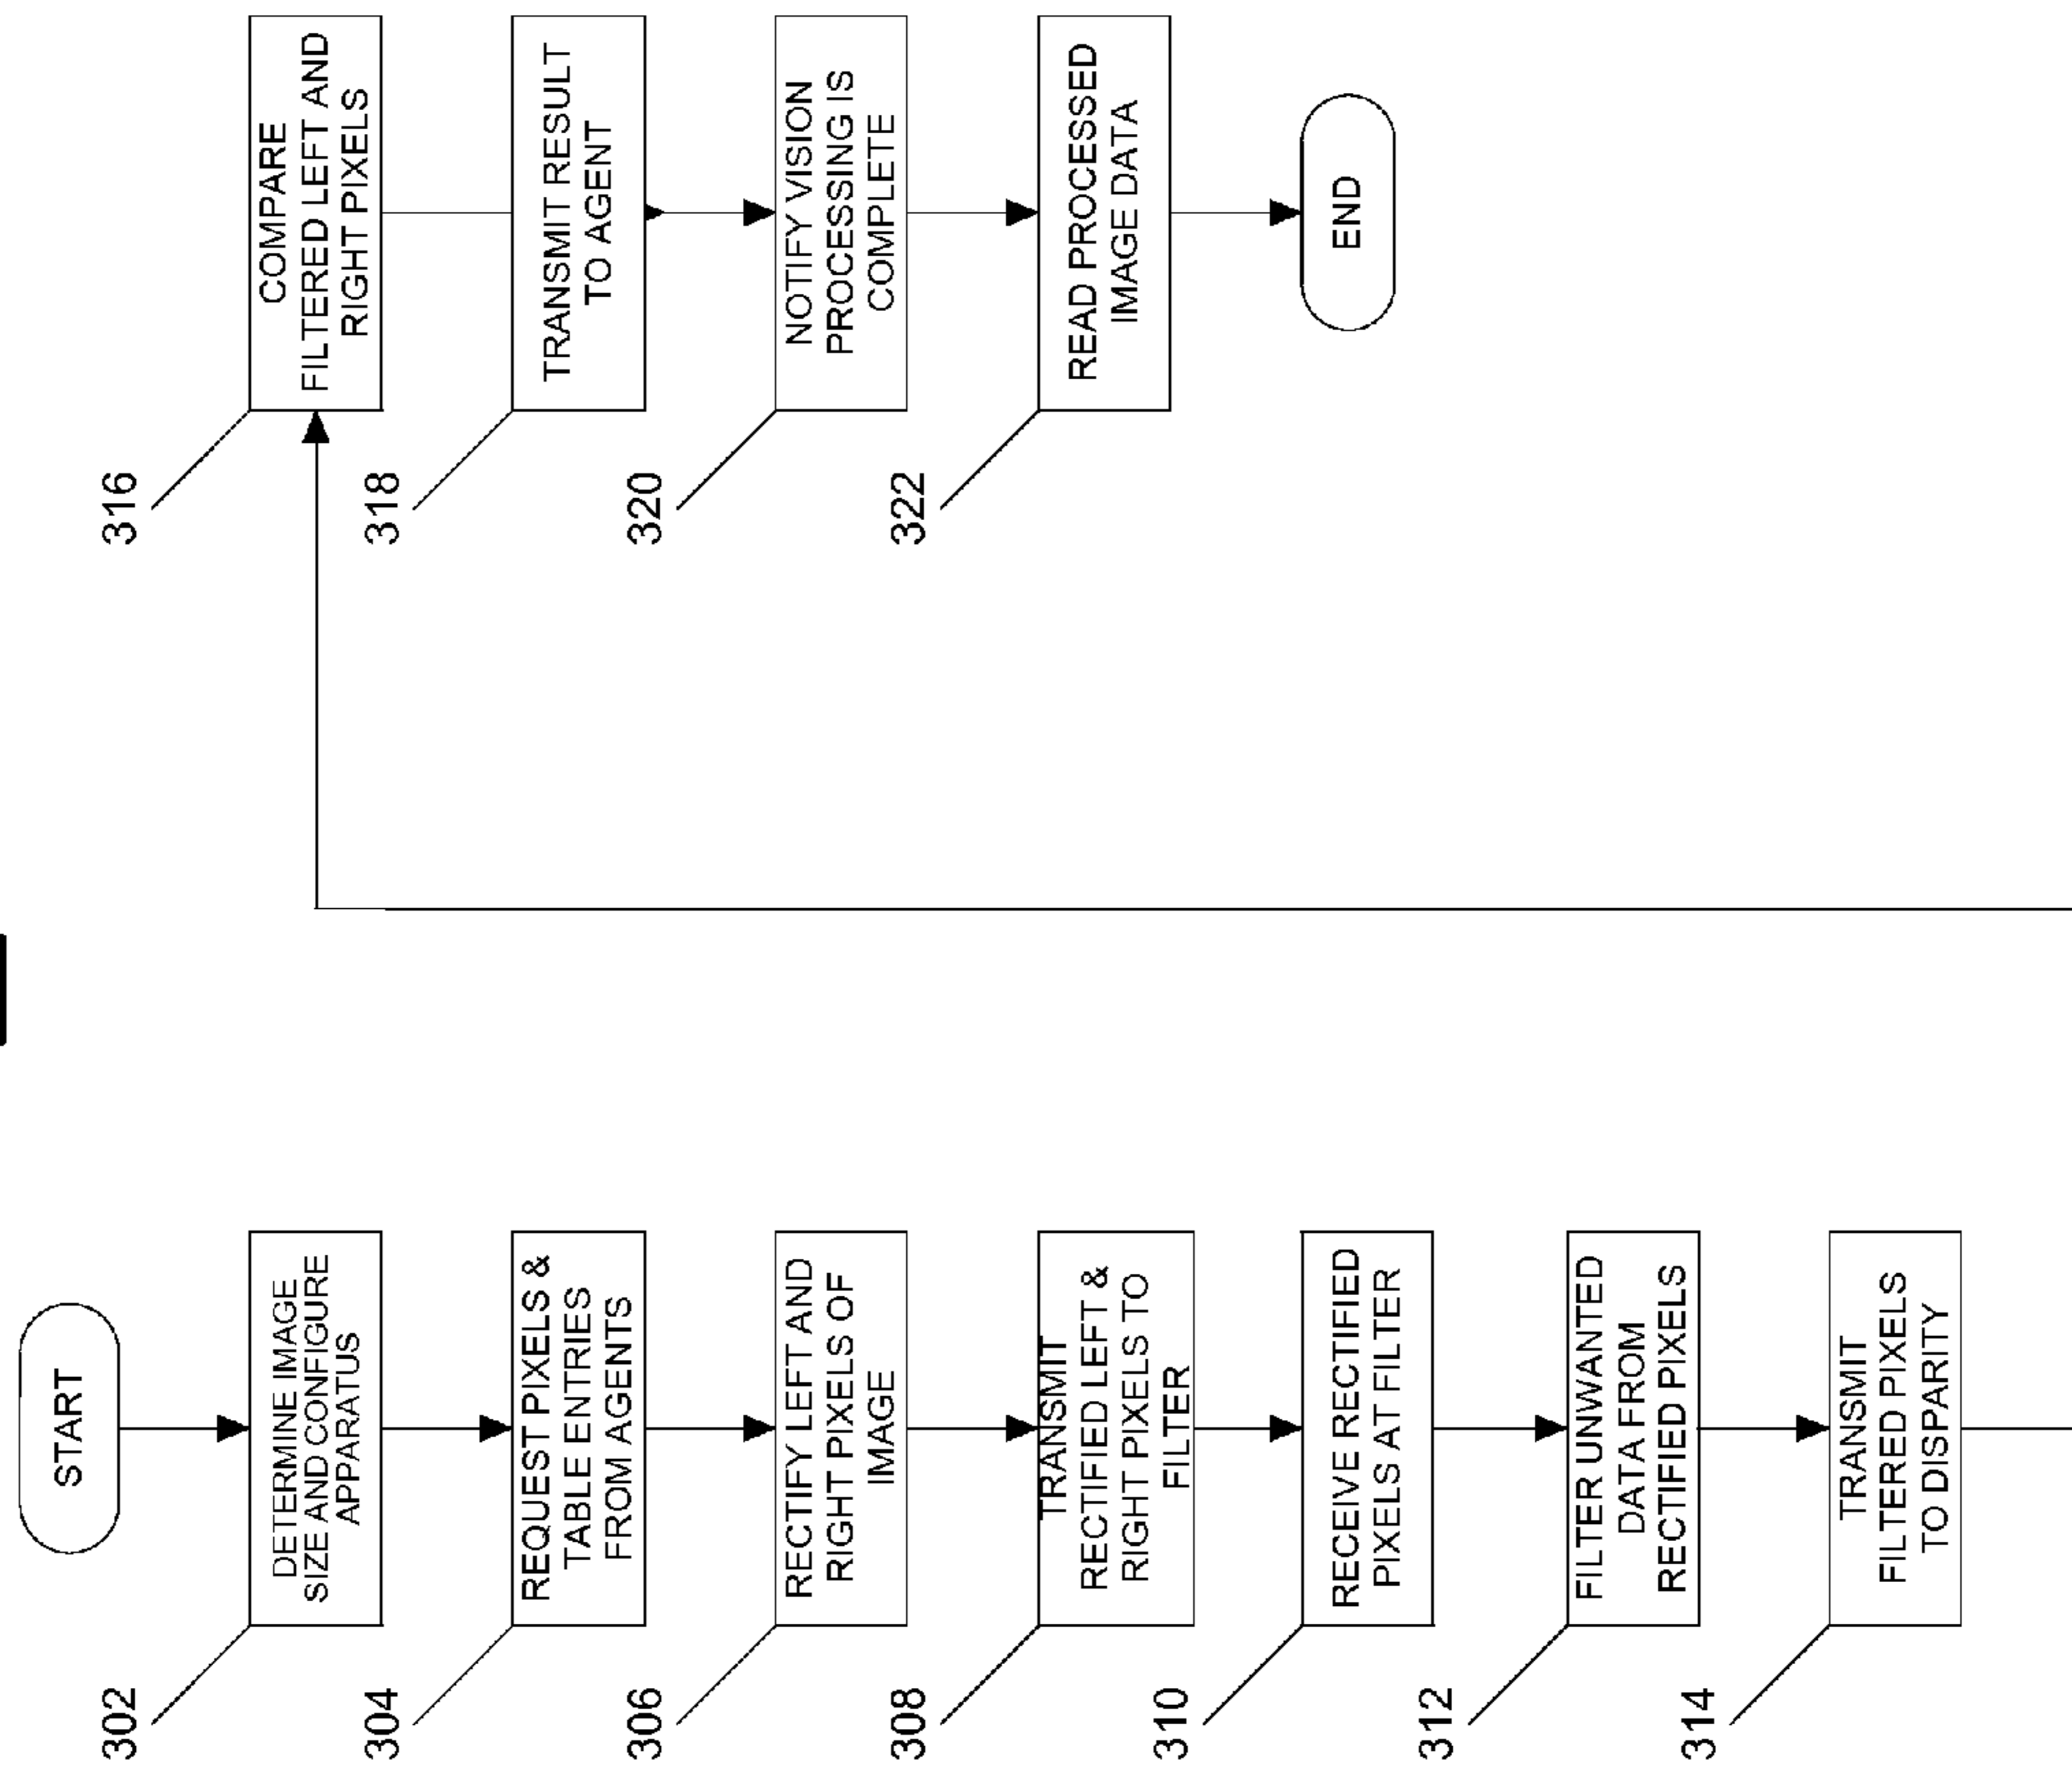 START
302
DETERMINE IMAGE
SIZE AND CONFIGURE
APPARATUS
304
REQUEST PIXELS &
TABLE ENTRIES
FROM AGENTS
306
RECTIFY LEFT AND
RIGHT PIXELS OF
IMAGE
308
TRANSMIT
RECTIFIED LEFT &
RIGHT PIXELS TO
FILTER
310
RECEIVE RECTIFIED
PIXELS AT FILTER
312
FILTER UNWANTED
DATA FROM
RECTIFIED PIXELS
314
TRANSMIT
FILTERED PIXELS
TO DISPARITY
316
COMPARE
FILTERED LEFT AND
RIGHT PIXELS
318
TRANSMIT RESULT
TO AGENT
320
NOTIFY VISION
PROCESSING IS
COMPLETE
322
READ PROCESSED
IMAGE DATA
END